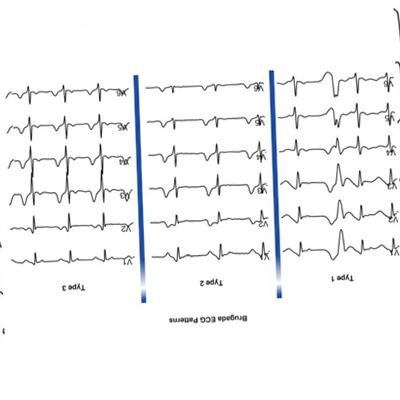 Brugada ECG Patterns
Type 1
Type 2
Type 3
V1 V1 V1
V2 V2 V2
V3 V3 V3
V4 V4 V4
V5 V5 V5
V6 V6 V6